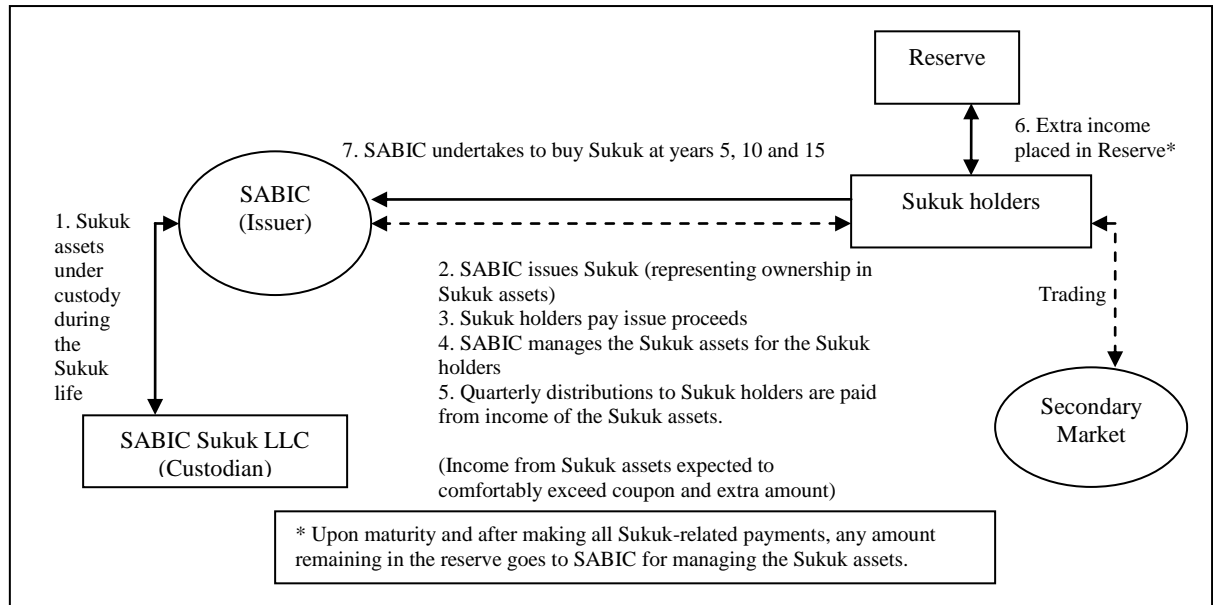 Reserve
6. Extra income
placed in Reserve*
7. SABIC undertakes to buy Sukuk at years 5, 10 and 15
SABIC
(Issuer)
Sukuk holders
1. Sukuk
assets
under
custody
during
the
Sukuk
life
2. SABIC issues Sukuk (representing ownership in
Sukuk assets)
3. Sukuk holders pay issue proceeds
4. SABIC manages the Sukuk assets for the Sukuk
holders
5. Quarterly distributions to Sukuk holders are paid
from income of the Sukuk assets.
(Income from Sukuk assets expected to
comfortably exceed coupon and extra amount)
Trading
Secondary
Market
SABIC Sukuk LLC
(Custodian)
* Upon maturity and after making all Sukuk-related payments, any amount
remaining in the reserve goes to SABIC for managing the Sukuk assets.